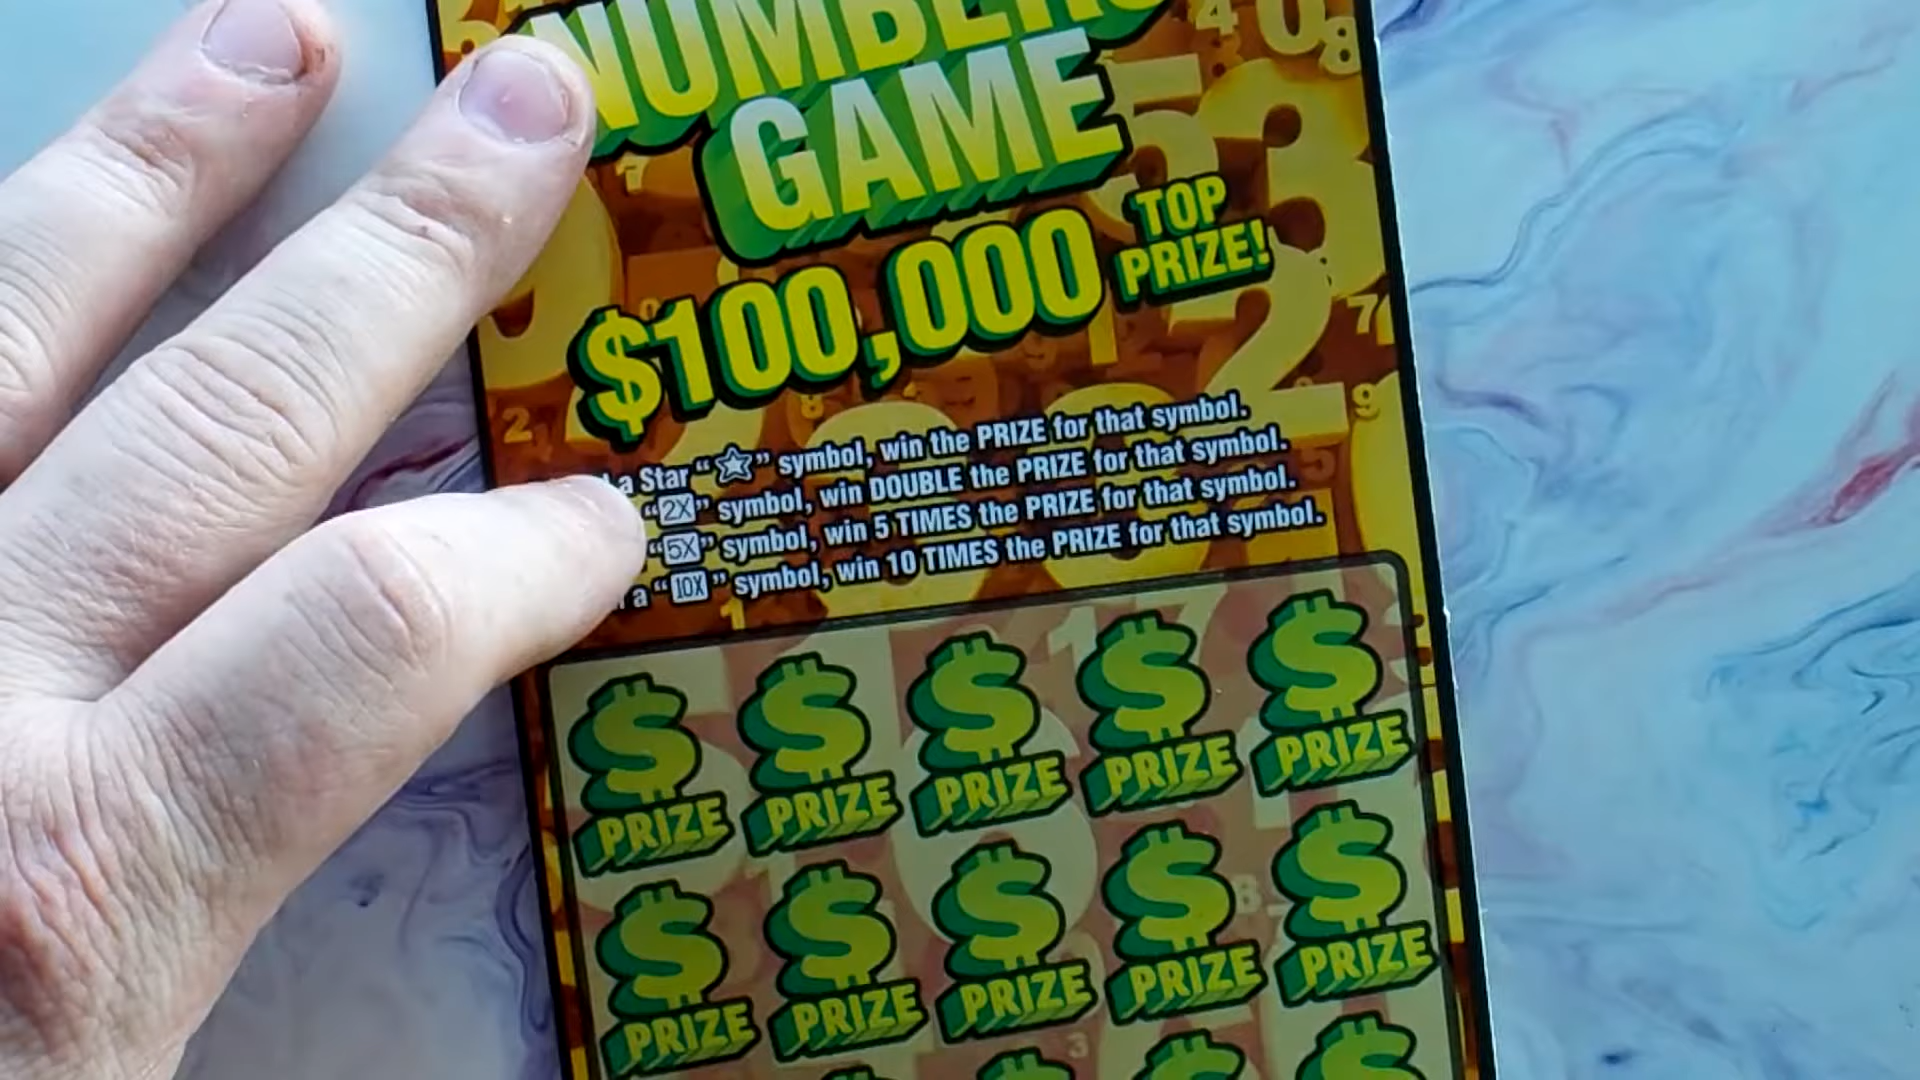 NUMBERS
GAME
$100,000 TOP
PRIZE!
a Star "☆" symbol, win the PRIZE for that symbol.
"2X" symbol, win DOUBLE the PRIZE for that symbol.
"5X" symbol, win 5 TIMES the PRIZE for that symbol.
a "10X" symbol, win 10 TIMES the PRIZE for that symbol.
$ $ $ $ $
PRIZE PRIZE PRIZE PRIZE PRIZE
$ $ $ $ $
PRIZE PRIZE PRIZE PRIZE PRIZE